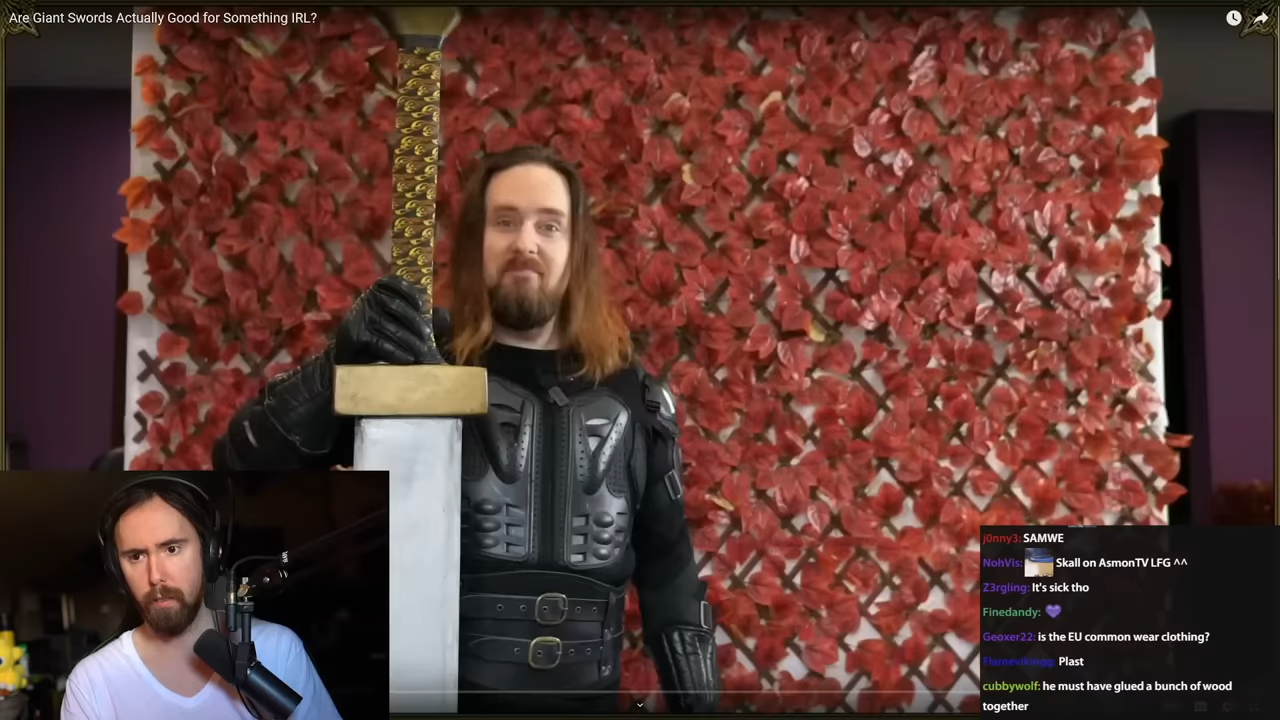 Are Giant Swords Actually Good for Something IRL?
j0nny3: SAMWE
NohVis: Skall on AsmonTV LFG ^^
Z3rgling: It's sick tho
Finedandy:
Geoxer22: is the EU common wear clothing?
Flamevikingg: Plast
cubbywolf: he must have glued a bunch of wood
together